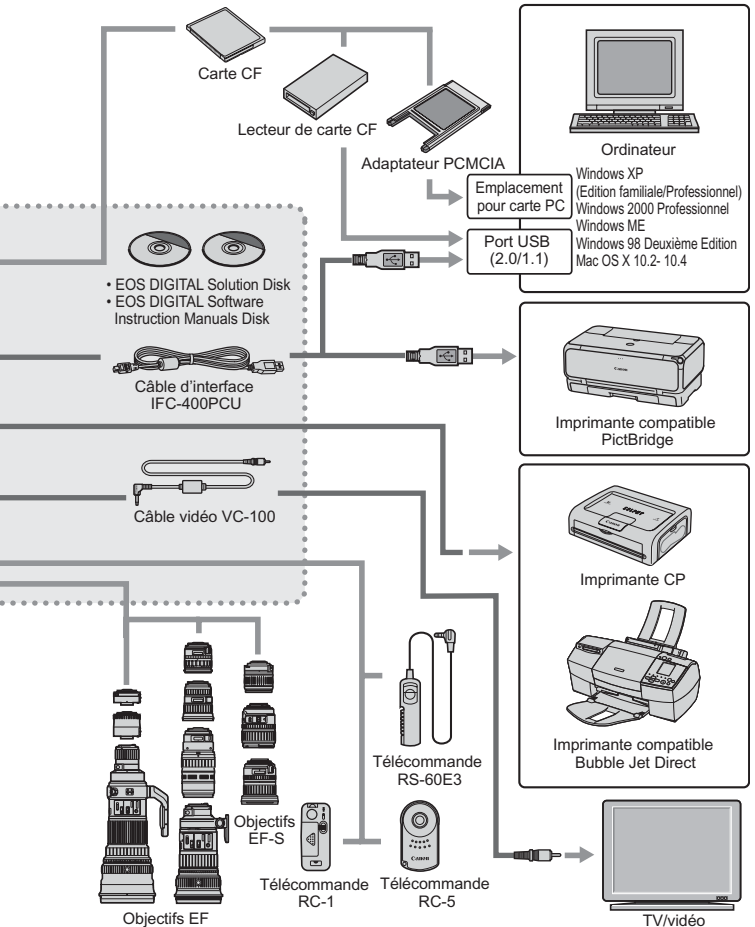 Carte CF
Lecteur de carte CF
Adaptateur PCMCIA
Ordinateur
Windows XP
(Edition familiale/Professionnel)
Windows 2000 Professionnel
Windows ME
Windows 98 Deuxième Edition
Mac OS X 10.2- 10.4
Emplacement
pour carte PC
Port USB
(2.0/1.1)
• EOS DIGITAL Solution Disk
• EOS DIGITAL Software
Instruction Manuals Disk
Câble d’interface
IFC-400PCU
Canon
Imprimante compatible
PictBridge
Câble vidéo VC-100
SELPHY
Canon
Imprimante CP
Imprimante compatible
Bubble Jet Direct
Télécommande
RS-60E3
Objectifs
EF-S
Canon
Télécommande
RC-1
Télécommande
RC-5
Objectifs EF
TV/vidéo